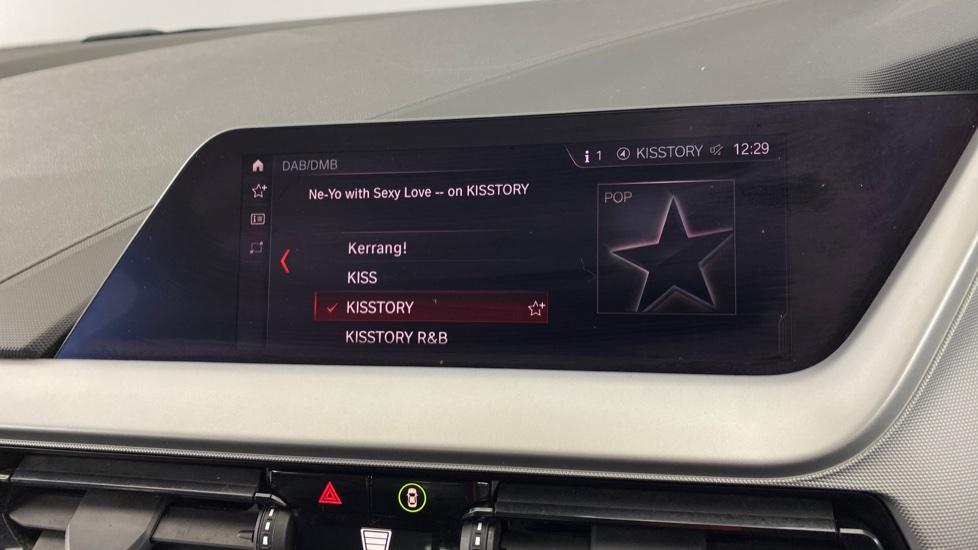 DAB/DMB
i 1 KISSTORY 12:29
Ne-Yo with Sexy Love -- on KISSTORY
POP
Kerrang!
KISS
KISSTORY
KISSTORY R&B